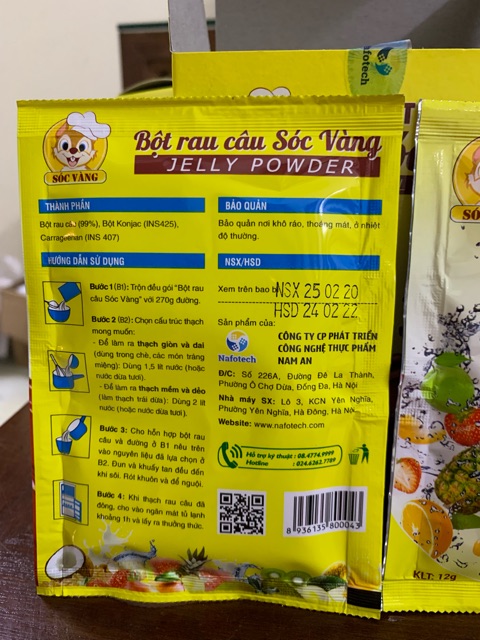 Nafotech
Bột rau câu Sóc Vàng
JELLY POWDER
SÓC VÀNG
THÀNH PHẦN
Bột rau câu (99%), Bột Konjac (INS425),
Carrageenan (INS 407)
HƯỚNG DẪN SỬ DỤNG
Bước 1 (B1): Trộn đều gói "Bột rau
câu Sóc Vàng" với 270g đường.
Bước 2 (B2): Chọn cấu trúc thạch
mong muốn:
- Để làm ra thạch giòn và dai
(dùng trong chè, các món tráng
miệng): Dùng 1,5 lít nước (hoặc
nước dừa tươi).
- Để làm ra thạch mềm và dẻo
(làm thạch trái dừa): Dùng 2 lít
nước (hoặc nước dừa tươi).
Bước 3: Cho hỗn hợp bột rau
câu và đường ở B1 nêu trên
vào nguyên liệu đã lựa chọn ở
B2. Đun và khuấy tan đều đến
khi sôi. Rót khuôn và để nguội.
Bước 4: Khi thạch rau câu đã
đông, cho vào ngăn mát tủ lạnh
khoảng 1h và lấy ra thưởng thức.
BẢO QUẢN
Bảo quản nơi khô ráo, thoáng mát, ở nhiệt
độ thường.
NSX/HSD
Xem trên bao bì
NSX 25 02 20
HSD 24 02 22
Sản phẩm của:
Nafotech
CÔNG TY CP PHÁT TRIỂN
CÔNG NGHỆ THỰC PHẨM
NAM AN
Đ/C: Số 226A, Đường Đê La Thành,
Phường Ô Chợ Dừa, Đống Đa, Hà Nội
Nhà máy SX: Lô 3, KCN Yên Nghĩa,
Phường Yên Nghĩa, Hà Đông, Hà Nội
Website: www.nafotech.com
Hỗ trợ kỹ thuật : 08.4774.9999
Hotline : 024.6262.7789
8 936135 800043
SÓ
KLT: 12g